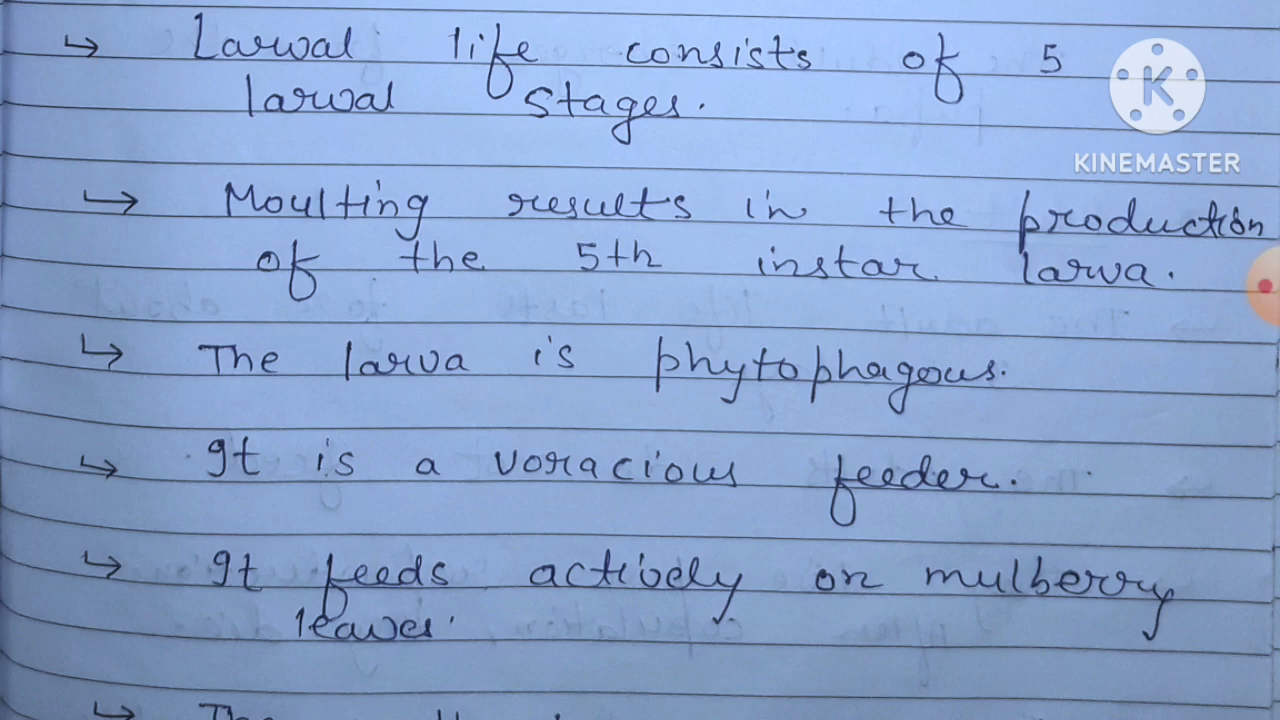 ↳ Larval life consists of 5
larval stages.
KINEMASTER
↳ Moulting results in the production
of the 5th instar larva.
↳ The larva is phytophagous.
↳ It is a voracious feeder.
↳ It feeds actively on mulberry
leaves.
↳